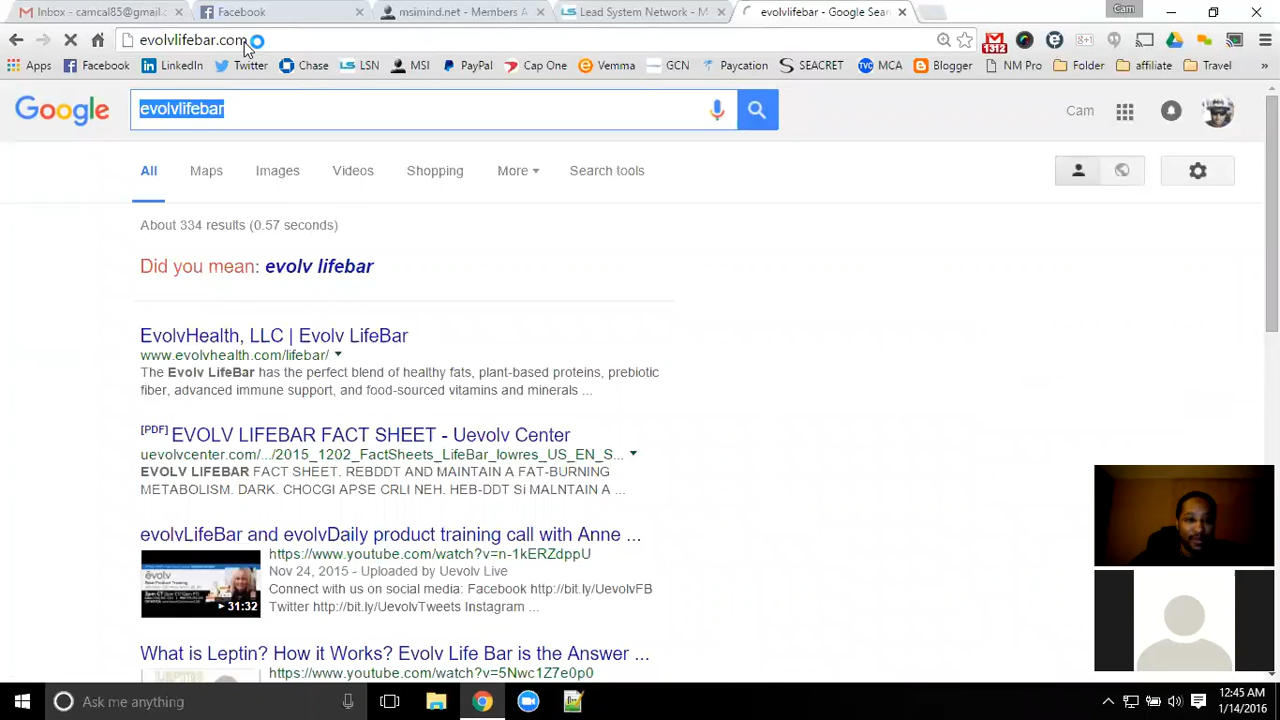 Inbox - camcal85@gmail.c
Facebook
msimind.net - Members A
Lead System Network - M
evolvlifebar - Google Sear
Cam
evolvlifebar.com
1312
Apps
Facebook
LinkedIn
Twitter
Chase
LSN
MSI
PayPal
Cap One
Vemma
GCN
Paycation
SEACRET
TVC MCA
Blogger
NM Pro
Folder
affiliate
Travel
»
Google
evolvlifebar
Cam
All
Maps
Images
Videos
Shopping
More
Search tools
About 334 results (0.57 seconds)
Did you mean: evolv lifebar
EvolvHealth, LLC | Evolv LifeBar
www.evolvhealth.com/lifebar/
The Evolv LifeBar has the perfect blend of healthy fats, plant-based proteins, prebiotic
fiber, advanced immune support, and food-sourced vitamins and minerals ...
[PDF] EVOLV LIFEBAR FACT SHEET - Uevolv Center
uevolvcenter.com/.../2015_1202_FactSheets_LifeBar_lowres_US_EN_S...
EVOLV LIFEBAR FACT SHEET. REBDDT AND MAINTAIN A FAT-BURNING
METABOLISM. DARK. CHOCGI APSE CRLI NEH. HEB-DDT Si MALNTAIN A ...
evolvLifeBar and evolvDaily product training call with Anne ...
https://www.youtube.com/watch?v=n-1kERZdppU
Nov 24, 2015 - Uploaded by Uevolv Live
Connect with us on social media: Facebook http://bit.ly/UevolvFB
Twitter http://bit.ly/UevolvTweets Instagram ...
ēvolv
31:32
What is Leptin? How it Works? Evolv Life Bar is the Answer ...
https://www.youtube.com/watch?v=5Nwc1Z7e0p0
Ask me anything
12:45 AM
1/14/2016